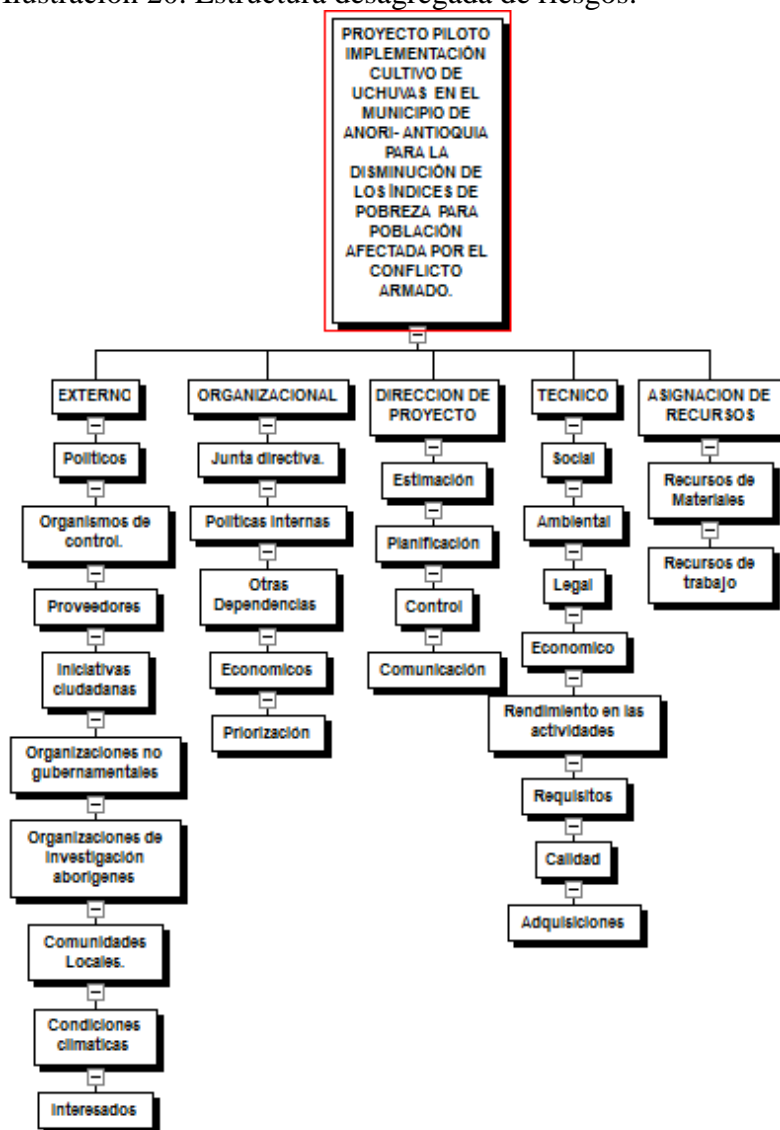 Ilustración 20. Estructura desagregada de riesgos.
PROYECTO PILOTO
IMPLEMENTACIÓN
CULTIVO DE
UCHUVAS EN EL
MUNICIPIO DE
ANORI- ANTIOQUIA
PARA LA
DISMINUCIÓN DE
LOS ÍNDICES DE
POBREZA PARA
POBLACIÓN
AFECTADA POR EL
CONFLICTO
ARMADO.
EXTERNO
Politicos
Organismos de
control.
Proveedores
Iniciativas
ciudadanas
Organizaciones no
gubernamentales
Organizaciones de
investigación
aborigenes
Comunidades
Locales.
Condiciones
climaticas
Interesados
ORGANIZACIONAL
Junta directiva.
Politicas Internas
Otras
Dependencias
Economicos
Priorización
DIRECCION DE
PROYECTO
Estimación
Planificación
Control
Comunicación
TECNICO
Social
Ambiental
Legal
Economico
Rendimiento en las
actividades
Requisitos
Calidad
Adquisiciones
ASIGNACION DE
RECURSOS
Recursos de
Materiales
Recursos de
trabajo